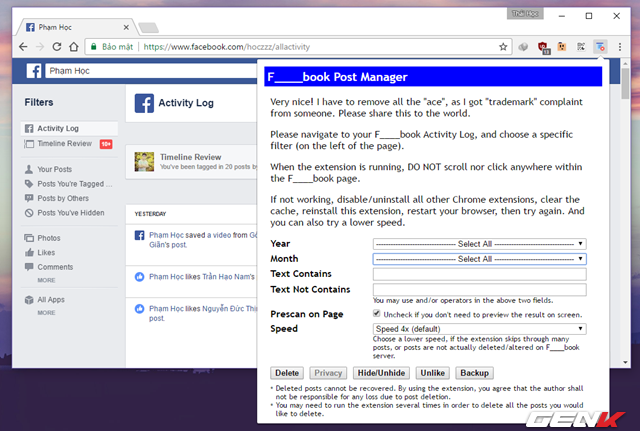 Thái Học
Phạm Học
Bảo mật
https://www.facebook.com/hoczzz/allactivity
13
Phạm Học
Filters
Activity Log
Timeline Review
10+
Your Posts
Posts You're Tagged ...
Posts by Others
Posts You've Hidden
Photos
Likes
Comments
MORE
All Apps
MORE
Activity Log
Timeline Review
You've been tagged in 20 posts by
YESTERDAY
Phạm Học saved a video from
Giãn's post.
Phạm Học likes Trần Hạo Nam's
Phạm Học likes Nguyễn Đức Thịn
post.
F____book Post Manager
Very nice! I have to remove all the "ace", as I got "trademark" complaint
from someone. Please share this to the world.
Please navigate to your F____book Activity Log, and choose a specific
filter (on the left of the page).
When the extension is running, DO NOT scroll nor click anywhere within
the F____book page.
If not working, disable/uninstall all other Chrome extensions, clear the
cache, reinstall this extension, restart your browser, then try again. And
you can also try a lower speed.
Year
-------------------------------- Select All --------------------------------
Month
-------------------------------- Select All --------------------------------
Text Contains
Text Not Contains
You may use and/or operators in the above two fields.
Prescan on Page
Uncheck if you don't need to preview the result on screen.
Speed
Speed 4x (default)
Choose a lower speed, if the extension skips through many
posts, or posts are not actually deleted/altered on F____book
server.
Delete
Privacy
Hide/Unhide
Unlike
Backup
* Deleted posts cannot be recovered. By using the extension, you agree that the author shall
not be responsible for any loss due to post deletion.
* You may need to run the extension several times in order to delete all the posts you would
like to delete.
GENK